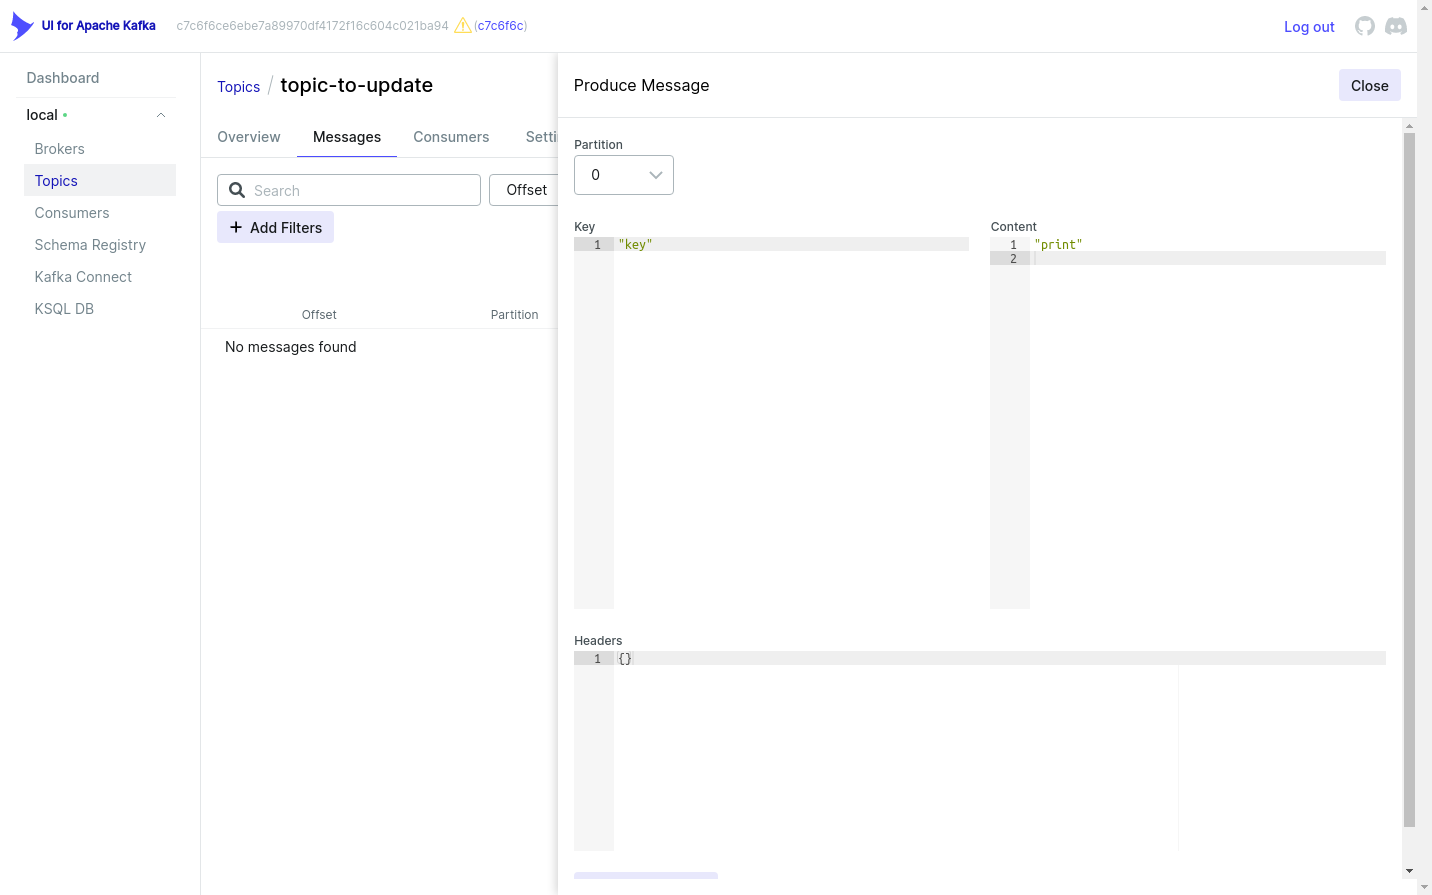 UI for Apache Kafka
c7c6f6ce6ebe7a89970df4172f16c604c021ba94 (c7c6f6c)
Log out
Dashboard
local
Brokers
Topics
Consumers
Schema Registry
Kafka Connect
KSQL DB
Topics / topic-to-update
Overview Messages Consumers Setti
Search
Offset
Add Filters
Offset Partition
No messages found
Produce Message
Close
Partition
0
Key
1 "key"
Content
1 "print"
2
Headers
1 {}